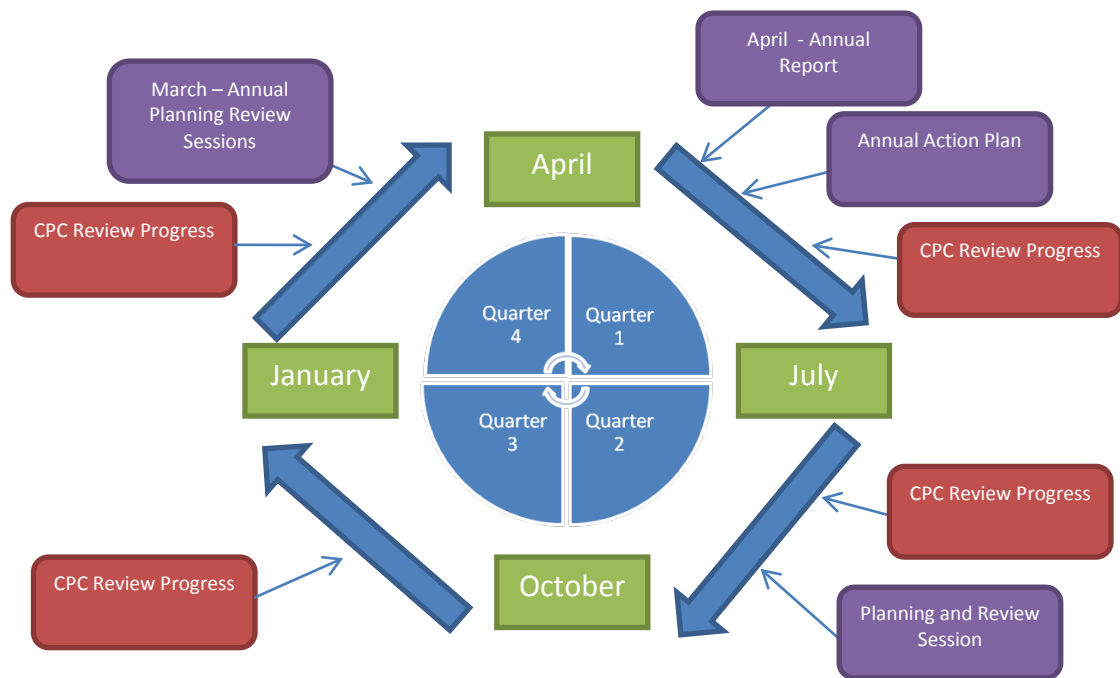 April - Annual
Report
March – Annual
Planning Review
Sessions
Annual Action Plan
April
CPC Review Progress
CPC Review Progress
Quarter
4
Quarter
1
January
July
Quarter
3
Quarter
2
CPC Review Progress
CPC Review Progress
October
Planning and Review
Session